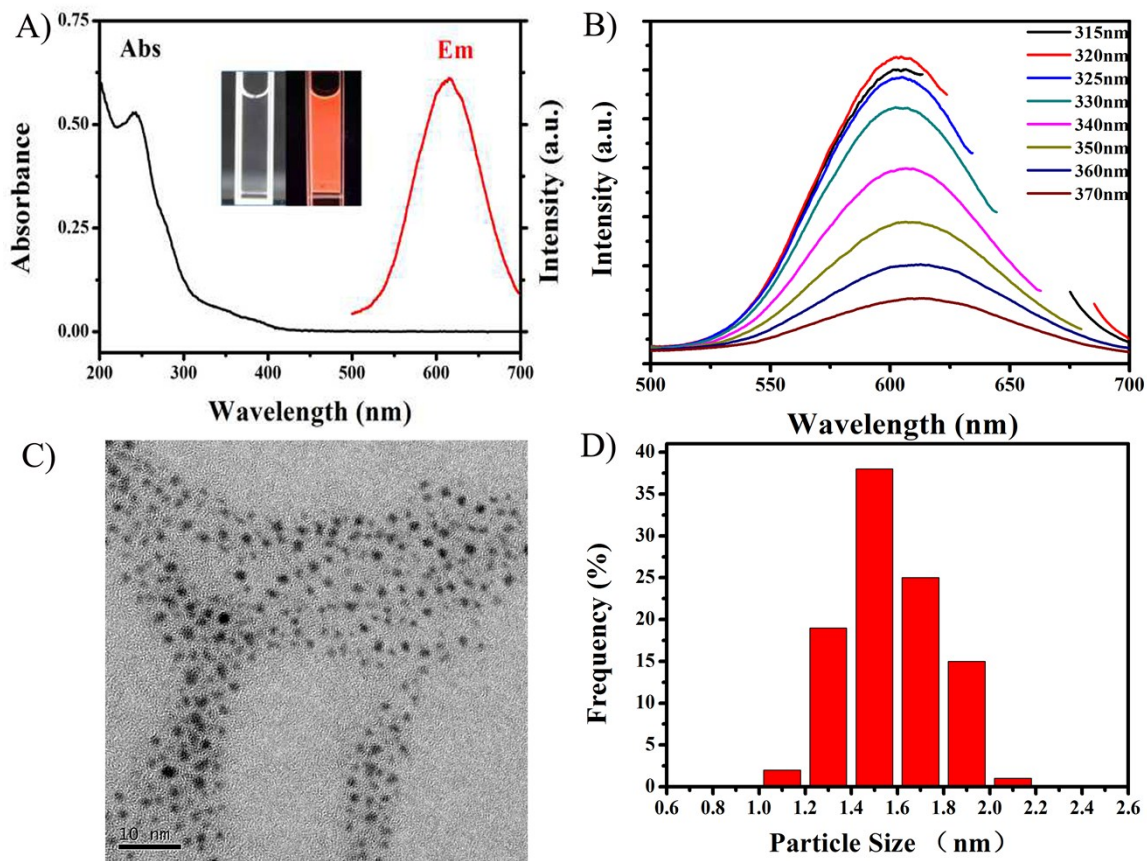 A)
0.75
0.50
0.25
0.00
Absorbance
Abs
Em
Intensity (a.u.)
200 300 400 500 600 700
Wavelength (nm)
B)
Intensity (a.u.)
315nm
320nm
325nm
330nm
340nm
350nm
360nm
370nm
500 550 600 650 700
Wavelength (nm)
C)
10 nm
D)
40
35
30
25
20
15
10
5
0
Frequency (%)
0.6 0.8 1.0 1.2 1.4 1.6 1.8 2.0 2.2 2.4 2.6
Particle Size （nm）